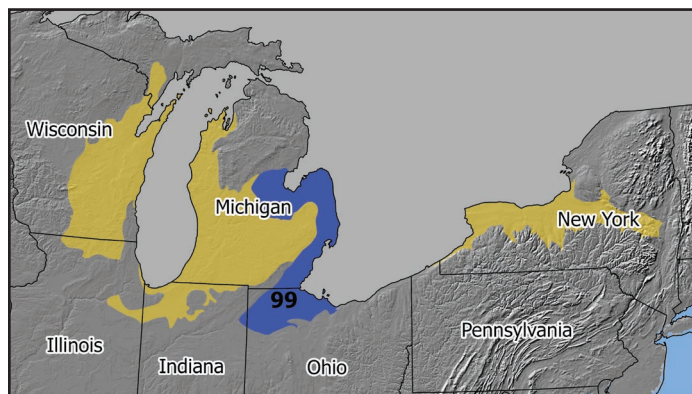 Wisconsin
Michigan
New York
99
Pennsylvania
Illinois
Indiana
Ohio